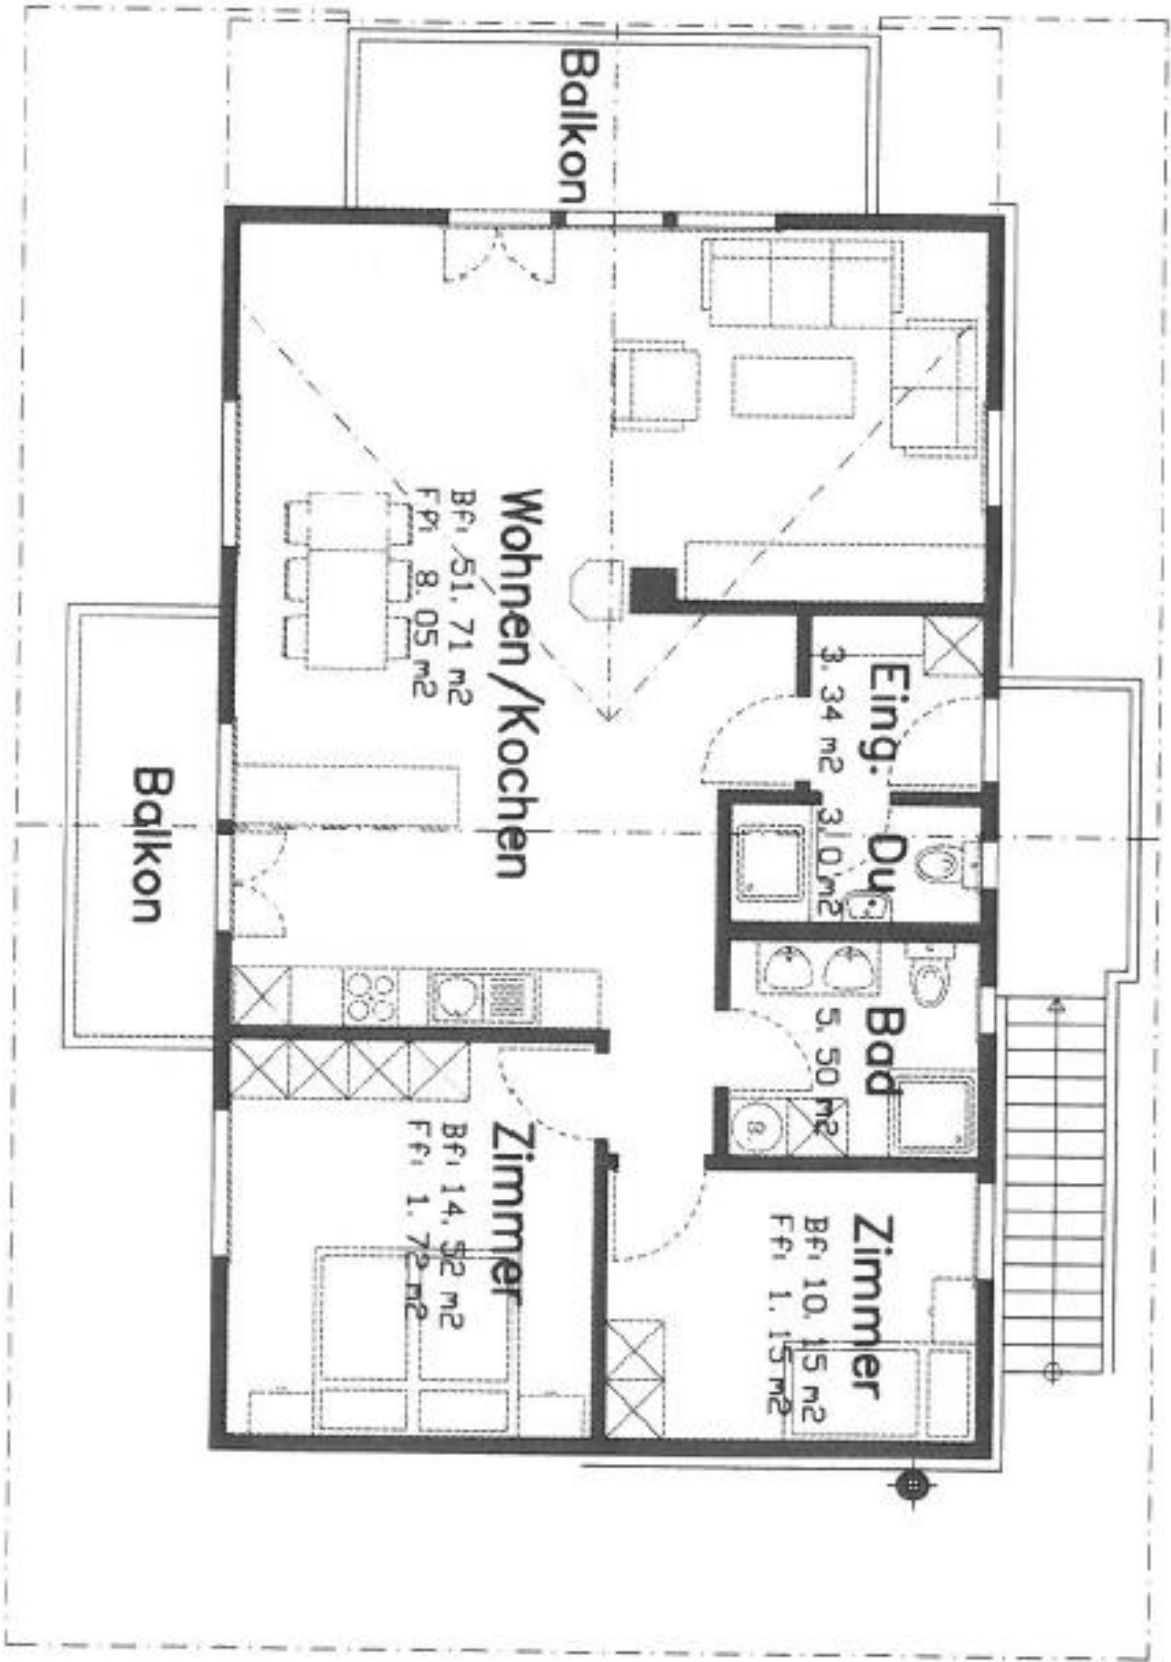 Balkon
Wohnen/Kochen
Bf: 51.71 m2
Ff: 8.05 m2
Eing.
3.34 m2
Du
3.0 m2
Balkon
Bad
5.50 m2
Zimmer
Bf: 14.52 m2
Ff: 1.72 m2
Zimmer
Bf: 10.15 m2
Ff: 1.15 m2